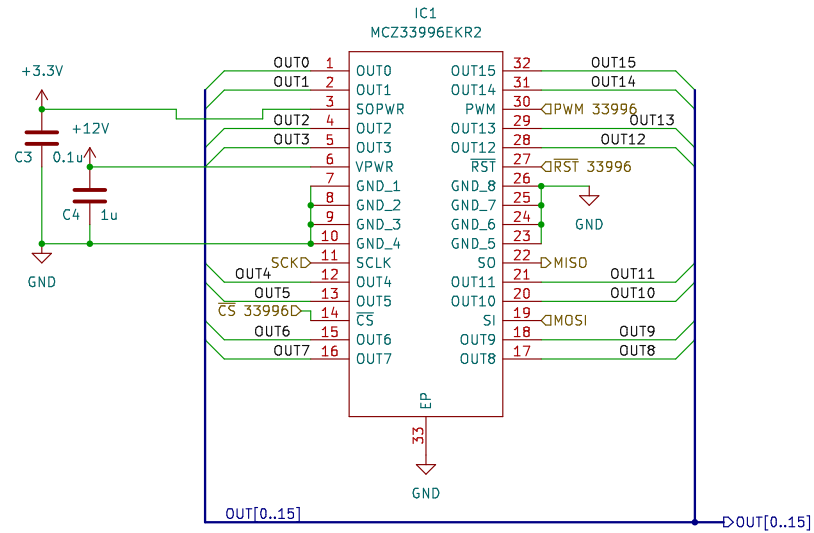 IC1
MCZ33996EKR2
+3.3V
C3
0.1u
+12V
C4
1u
GND
OUT0 1 OUT0
OUT1 2 OUT1
3 SOPWR
OUT2 4 OUT2
OUT3 5 OUT3
6 VPWR
7 GND_1
8 GND_2
9 GND_3
10 GND_4
SCK 11 SCLK
OUT4 12 OUT4
OUT5 13 OUT5
CS 33996 14 CS
OUT6 15 OUT6
OUT7 16 OUT7
OUT15 32 OUT15
OUT14 31 OUT14
PWM 30 PWM 33996
OUT13 29 OUT13
OUT12 28 OUT12
RST 27 RST 33996
GND_8 26
GND_7 25
GND_6 24
GND_5 23
GND
SO 22 MISO
OUT11 21 OUT11
OUT10 20 OUT10
SI 19 MOSI
OUT9 18 OUT9
OUT8 17 OUT8
EP
33
GND
OUT[0..15]
OUT[0..15]